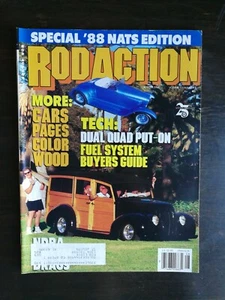 SPECIAL '88 NATS EDITION
RODACTION
MORE:
CARS
PAGES
COLOR
WOOD
TECH:
DUAL QUAD PUT-ON
FUEL SYSTEM
BUYERS GUIDE
NDRA
DRAGS